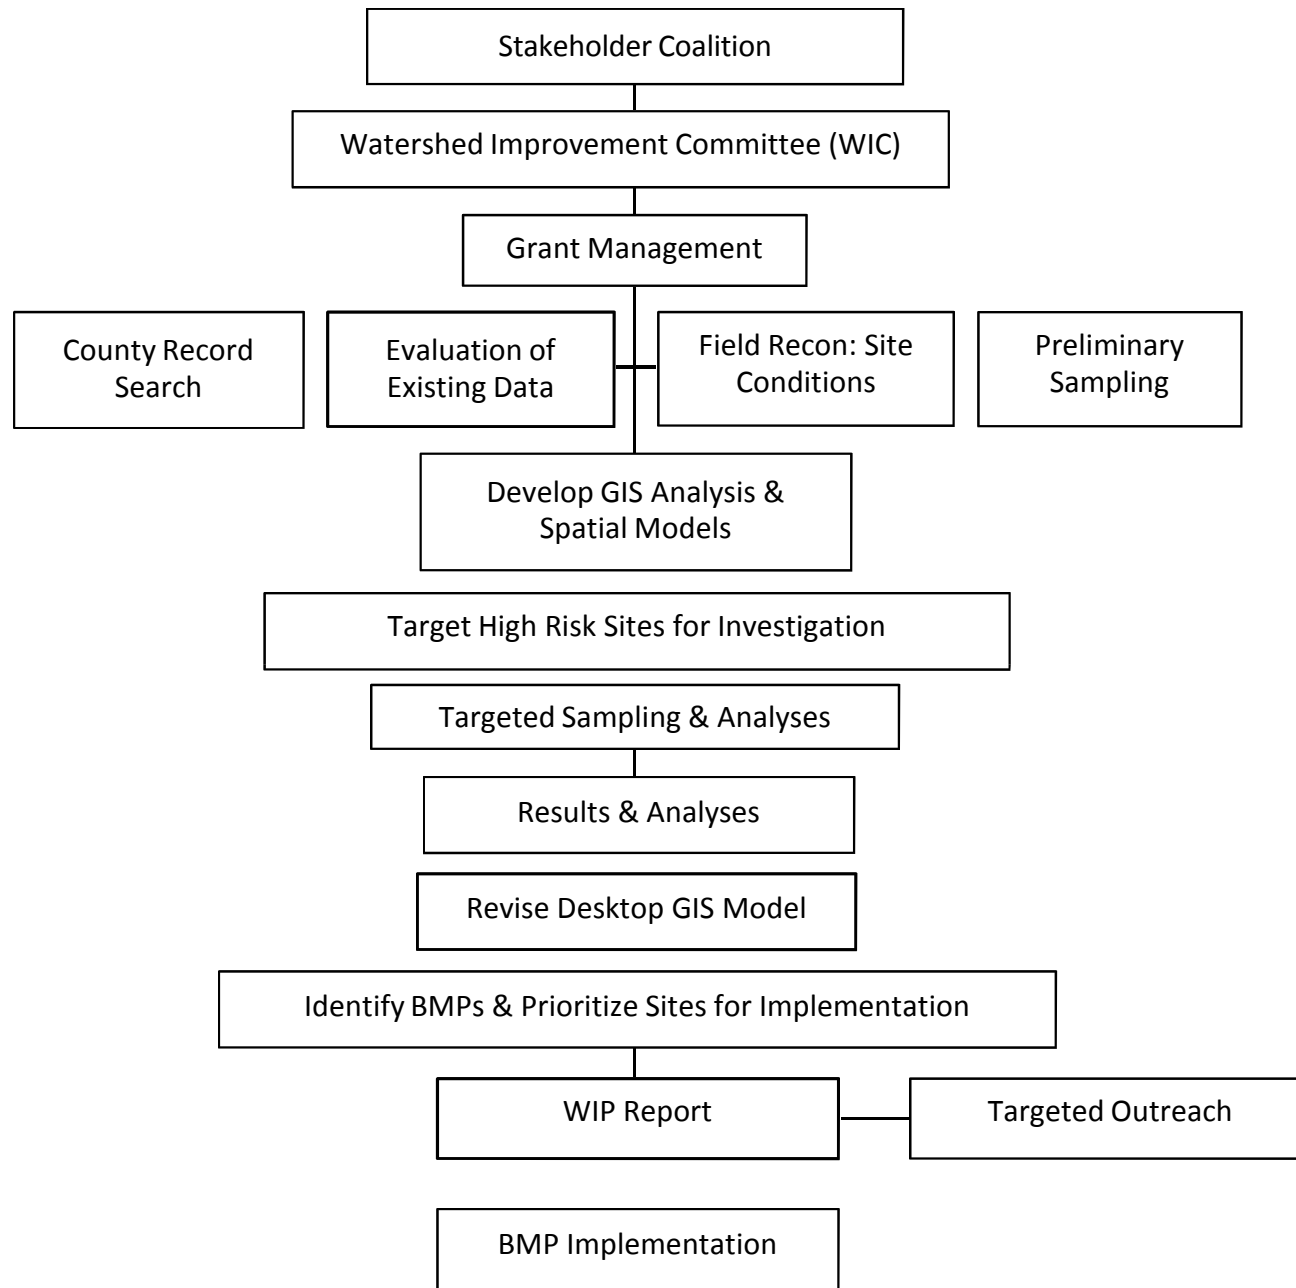 Stakeholder Coalition
Watershed Improvement Committee (WIC)
Grant Management
County Record
Search
Evaluation of
Existing Data
Field Recon: Site
Conditions
Preliminary
Sampling
Develop GIS Analysis &
Spatial Models
Target High Risk Sites for Investigation
Targeted Sampling & Analyses
Results & Analyses
Revise Desktop GIS Model
Identify BMPs & Prioritize Sites for Implementation
WIP Report
Targeted Outreach
BMP Implementation